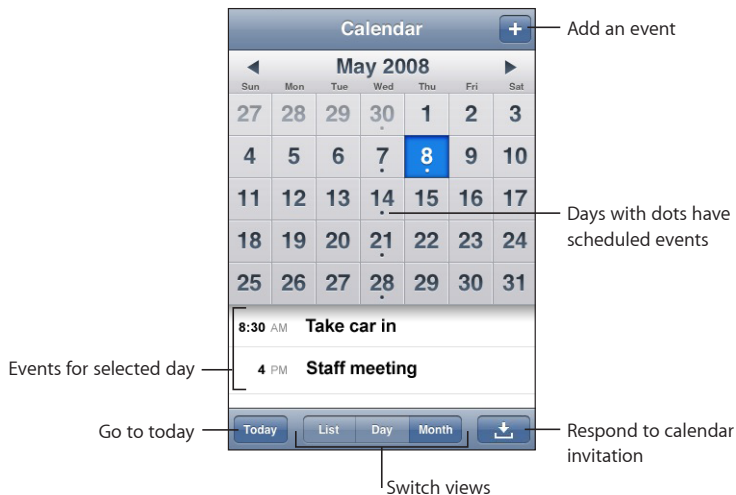 Calendar
+
Add an event
May 2008
Sun Mon Tue Wed Thu Fri Sat
27 28 29 30 1 2 3
4 5 6 7 8 9 10
11 12 13 14 15 16 17
Days with dots have
scheduled events
18 19 20 21 22 23 24
25 26 27 28 29 30 31
8:30 AM Take car in
Events for selected day
4 PM Staff meeting
Go to today
Today List Day Month
Respond to calendar
invitation
Switch views